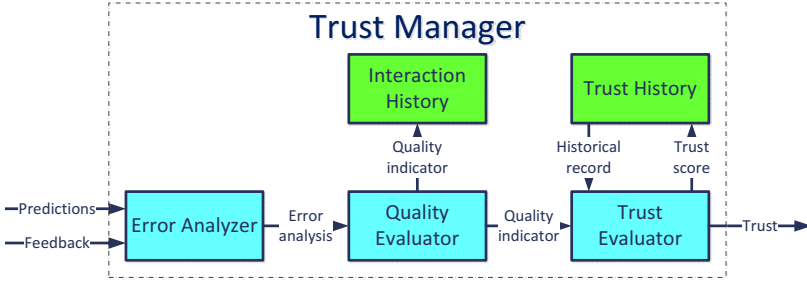 Trust Manager
Interaction
History
Trust History
Quality
indicator
Historical
record
Trust
score
Predictions
Feedback
Error Analyzer
Error
analysis
Quality
Evaluator
Quality
indicator
Trust
Evaluator
Trust